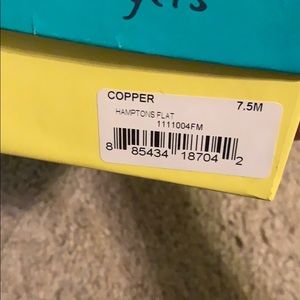 COPPER 7.5M
HAMPTONS FLAT
1111004FM
8 85434 18704 2